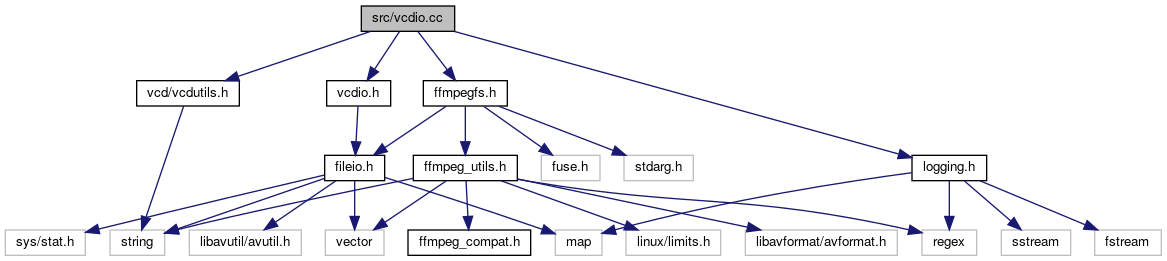 src/vcdio.cc
vcd/vcdutils.h
vcdio.h
ffmpegfs.h
fileio.h
ffmpeg_utils.h
fuse.h
stdarg.h
logging.h
sys/stat.h
string
libavutil/avutil.h
vector
ffmpeg_compat.h
map
linux/limits.h
libavformat/avformat.h
regex
sstream
fstream